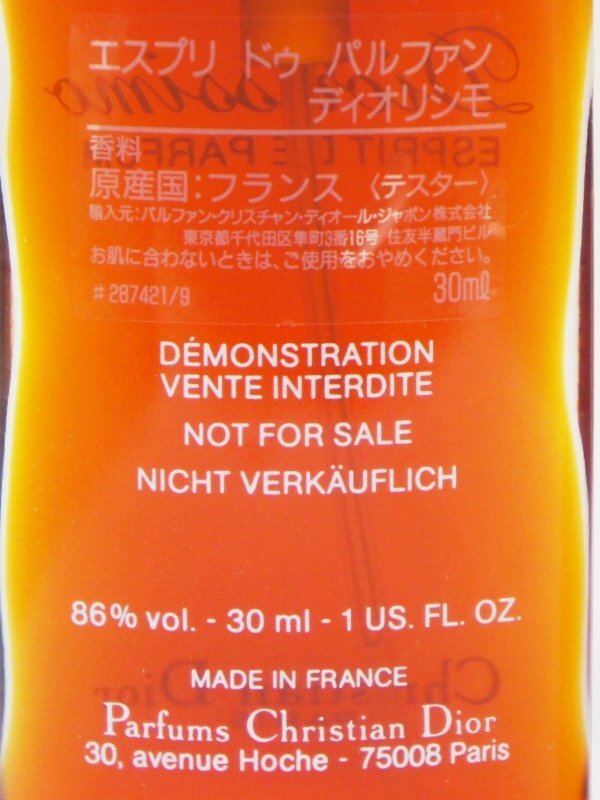 エスプリ ドゥ パルファン
ディオリシモ
香料
原産国:フランス 〈テスター〉
輸入元:パルファン・クリスチャン・ディオール・ジャポン株式会社
東京都千代田区隼町3番16号 住友半蔵門ビル
お肌に合わないときは、ご使用をおやめください。
#287421/9 30ml
ESPRIT DE PARFUM
DÉMONSTRATION
VENTE INTERDITE
NOT FOR SALE
NICHT VERKÄUFLICH
86% vol. - 30 ml - 1 US. FL. OZ.
Christian Dior
MADE IN FRANCE
Parfums Christian Dior
30, avenue Hoche - 75008 Paris